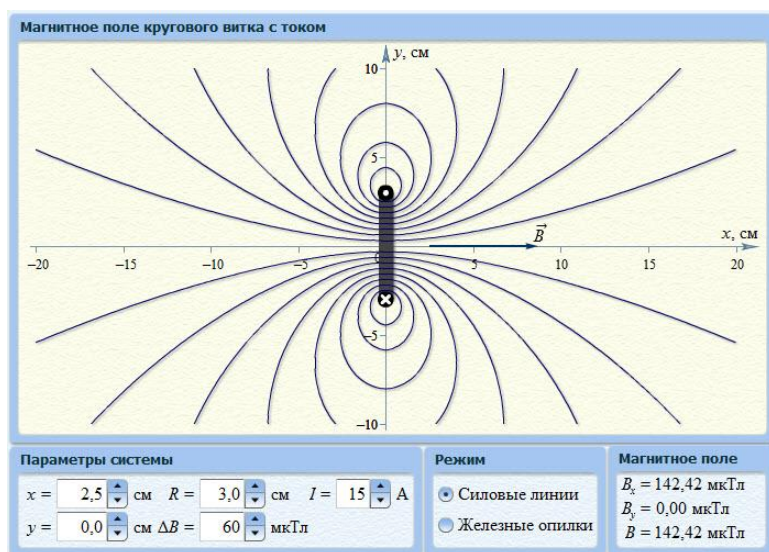 Магнитное поле кругового витка с током
y, см
10
5
B
x, см
−20
−15
−10
−5
0
5
10
15
20
−5
−10
Параметры системы
x = 2,5 см R = 3,0 см I = 15 А
y = 0,0 см ΔB = 60 мкТл
Режим
Силовые линии
Железные опилки
Магнитное поле
Bx = 142,42 мкТл
By = 0,00 мкТл
B = 142,42 мкТл